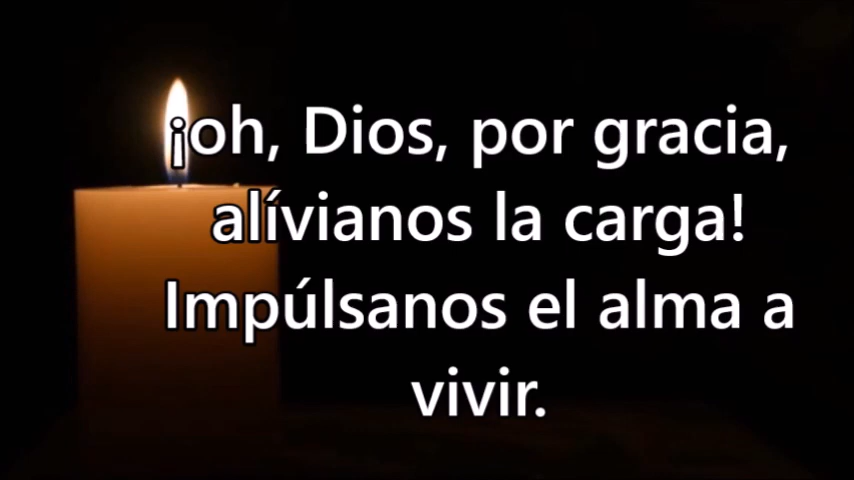 ¡oh, Dios, por gracia,
alívianos la carga!
Impúlsanos el alma a
vivir.